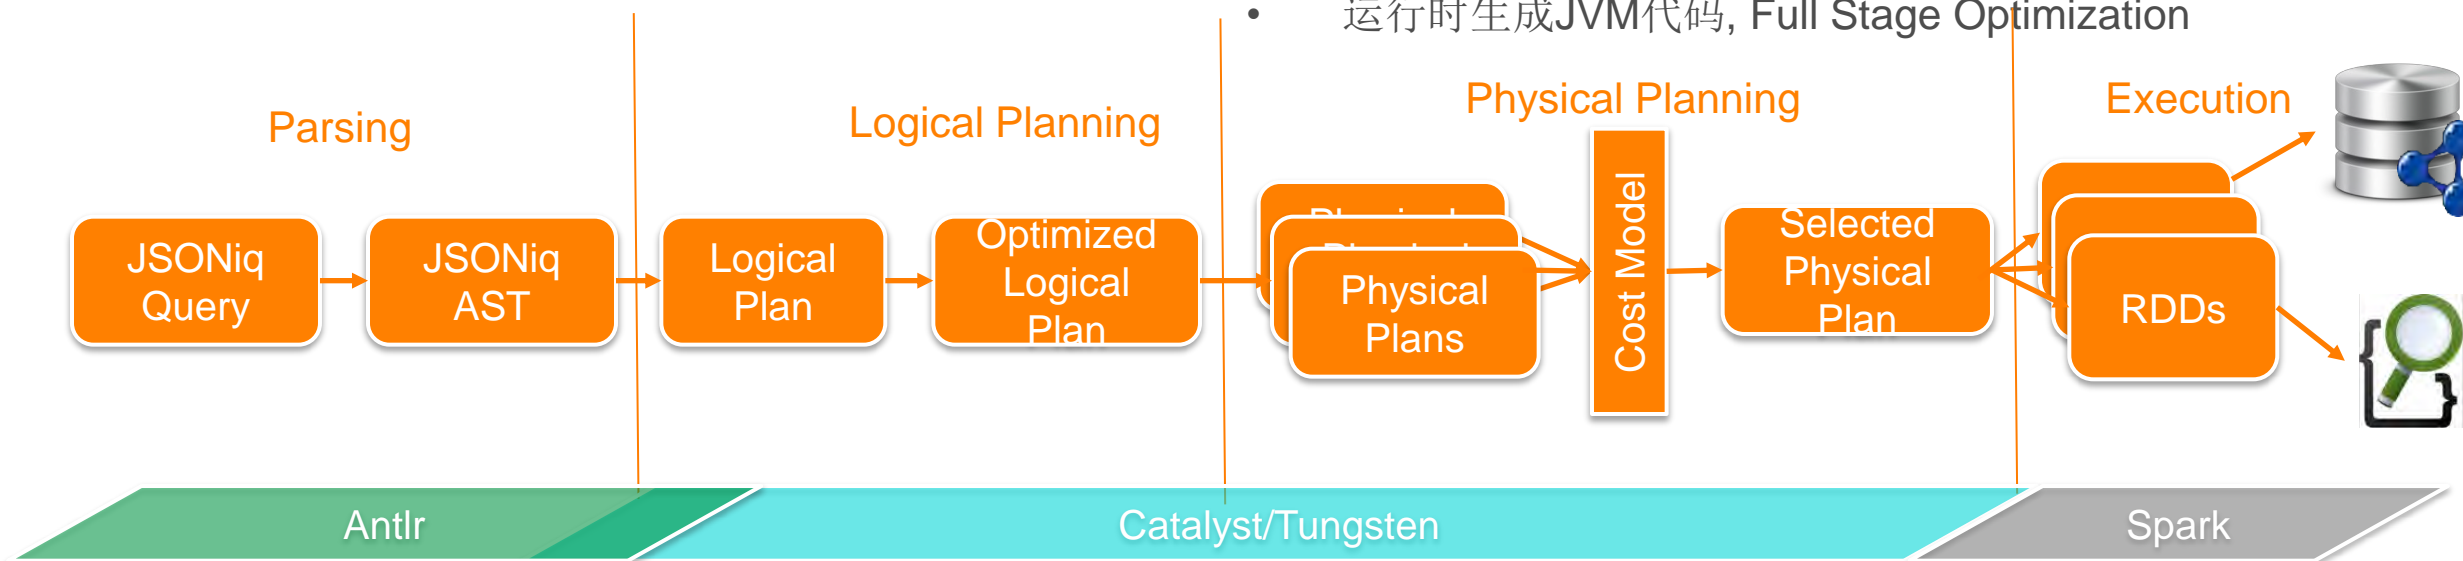 • 运行时生成JVM代码, Full Stage Optimization
Parsing
Logical Planning
Physical Planning
Execution
JSONiq
Query
JSONiq
AST
Logical
Plan
Optimized
Logical
Plan
Physical
Plans
Cost Model
Selected
Physical
Plan
RDDs
Antlr
Catalyst/Tungsten
Spark